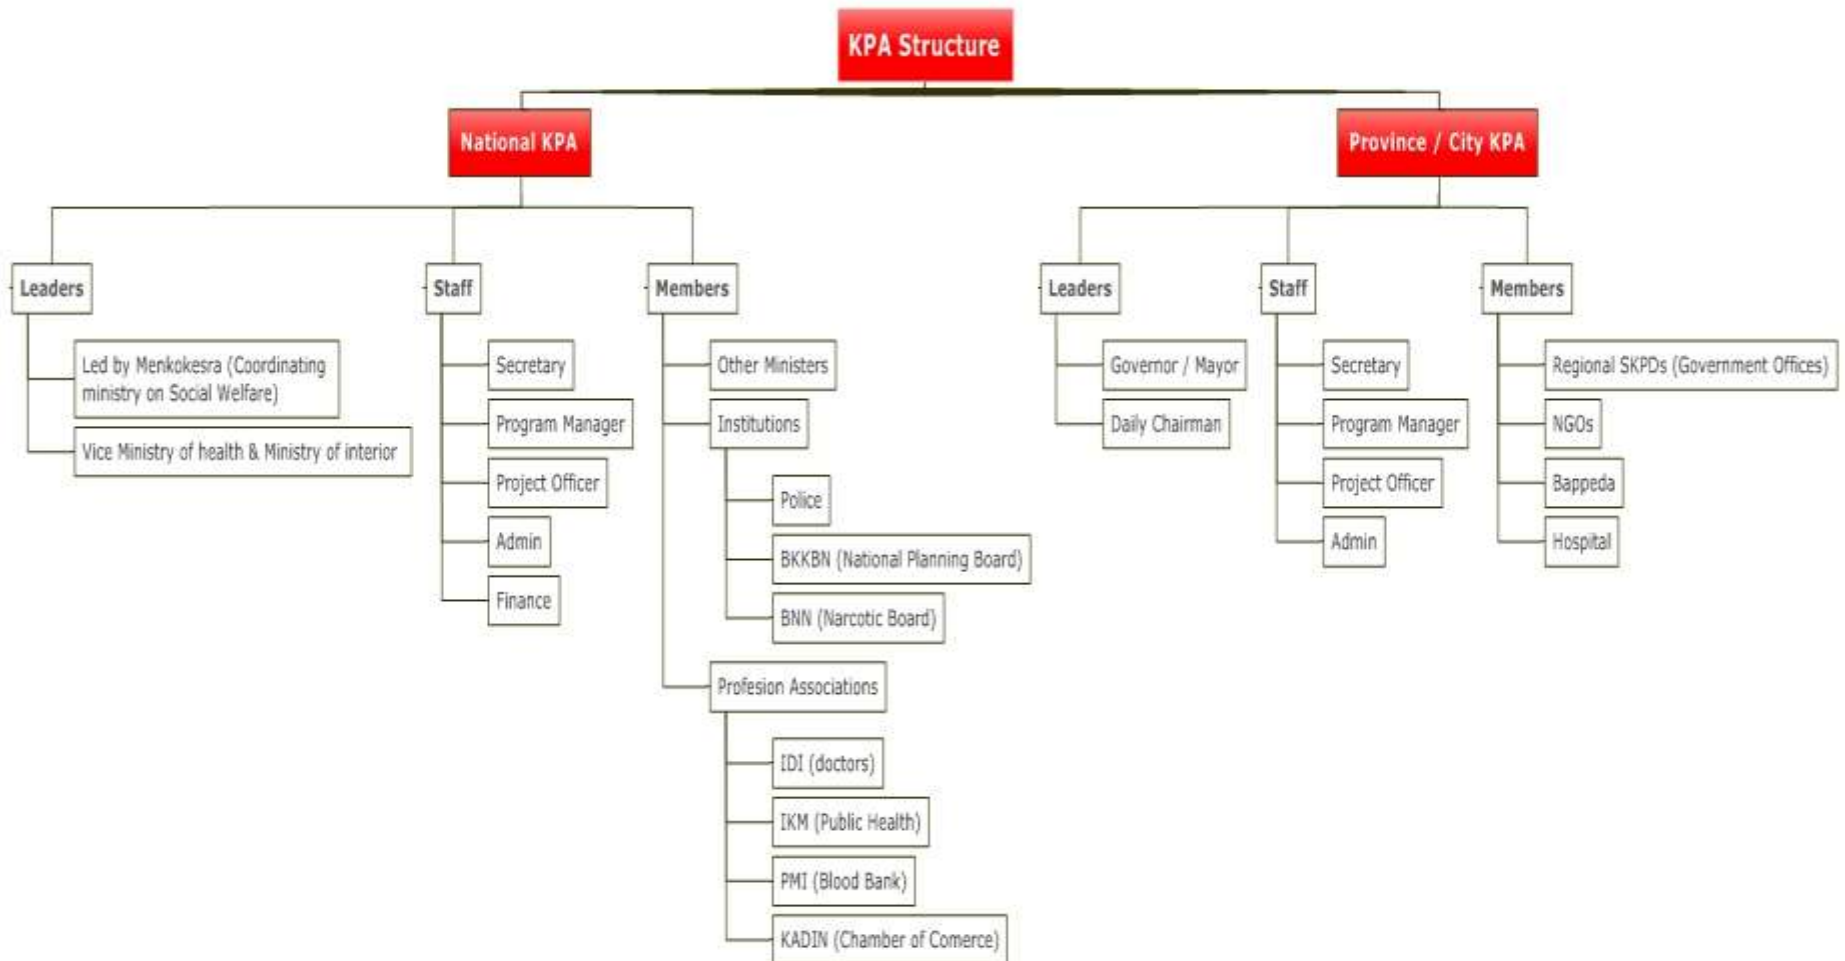 KPA Structure
National KPA
Province / City KPA
Leaders
Staff
Members
Leaders
Staff
Members
Led by Menkokesra (Coordinating
ministry on Social Welfare)
Vice Ministry of health & Ministry of interior
Secretary
Program Manager
Project Officer
Admin
Finance
Other Ministers
Institutions
Police
BKKBN (National Planning Board)
BNN (Narcotic Board)
Profesion Associations
IDI (doctors)
IKM (Public Health)
PMI (Blood Bank)
KADIN (Chamber of Comerce)
Governor / Mayor
Daily Chairman
Secretary
Program Manager
Project Officer
Admin
Regional SKPDs (Government Offices)
NGOs
Bappeda
Hospital